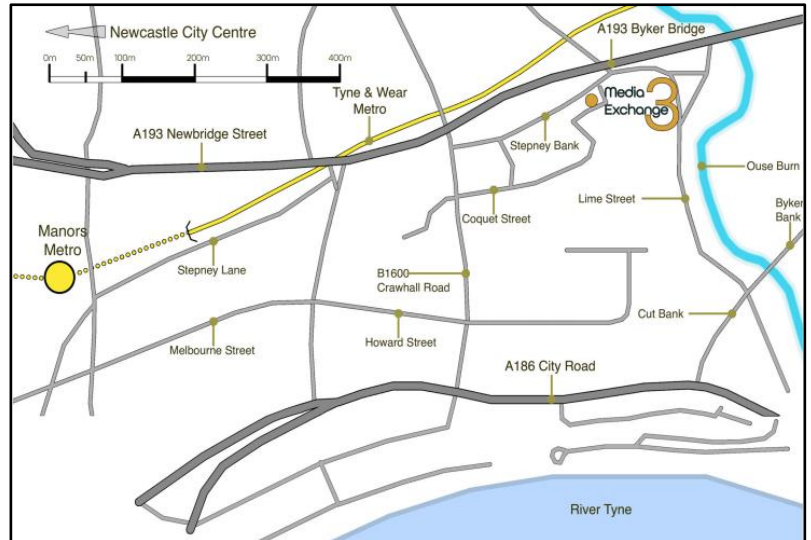 Newcastle City Centre
0m 50m 100m 200m 300m 400m
A193 Byker Bridge
Tyne & Wear
Metro
Media
Exchange
3
A193 Newbridge Street
Stepney Bank
Ouse Burn
Coquet Street
Lime Street
Byker
Bank
Manors
Metro
Stepney Lane
B1600
Crawhall Road
Cut Bank
Melbourne Street
Howard Street
A186 City Road
River Tyne